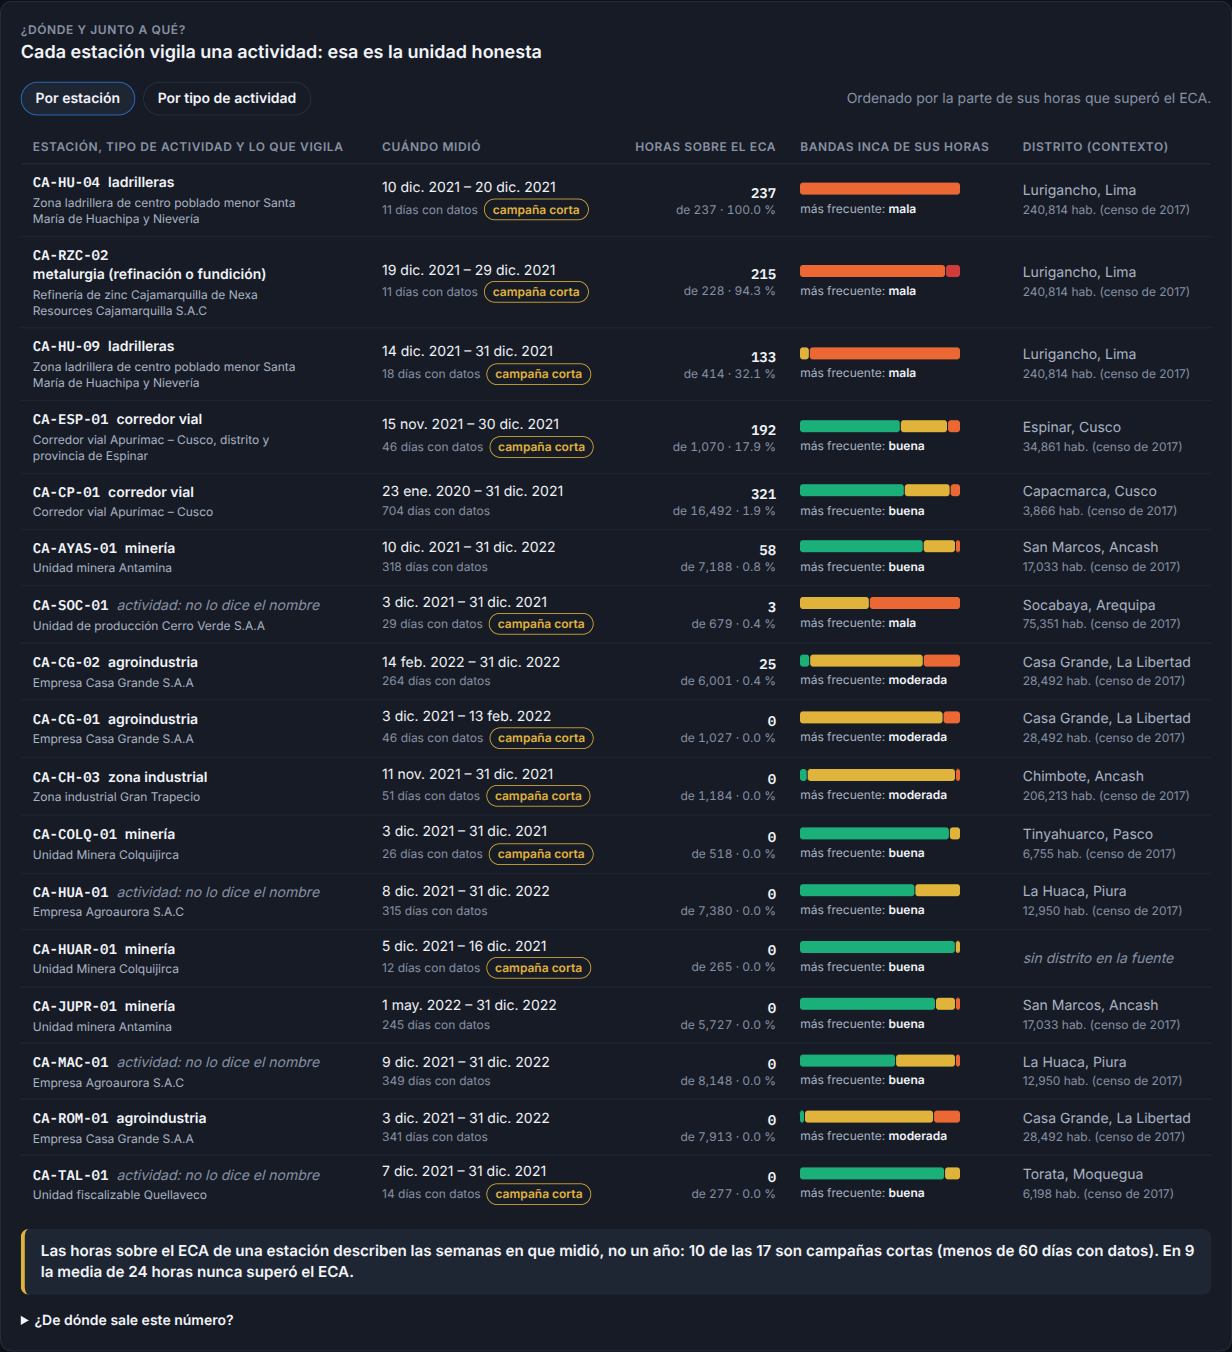 ¿DÓNDE Y JUNTO A QUÉ?
Cada estación vigila una actividad: esa es la unidad honesta
Por estación
Por tipo de actividad
Ordenado por la parte de sus horas que superó el ECA.
ESTACIÓN, TIPO DE ACTIVIDAD Y LO QUE VIGILA
CUÁNDO MIDIÓ
HORAS SOBRE EL ECA
BANDAS INCA DE SUS HORAS
DISTRITO (CONTEXTO)
CA-HU-04 ladrilleras
Zona ladrillera de centro poblado menor Santa
María de Huachipa y Nievería
10 dic. 2021 – 20 dic. 2021
11 días con datos campaña corta
237
de 237 · 100.0 %
más frecuente: mala
Lurigancho, Lima
240,814 hab. (censo de 2017)
CA-RZC-02
metalurgia (refinación o fundición)
Refinería de zinc Cajamarquilla de Nexa
Resources Cajamarquilla S.A.C
19 dic. 2021 – 29 dic. 2021
11 días con datos campaña corta
215
de 228 · 94.3 %
más frecuente: mala
Lurigancho, Lima
240,814 hab. (censo de 2017)
CA-HU-09 ladrilleras
Zona ladrillera de centro poblado menor Santa
María de Huachipa y Nievería
14 dic. 2021 – 31 dic. 2021
18 días con datos campaña corta
133
de 414 · 32.1 %
más frecuente: mala
Lurigancho, Lima
240,814 hab. (censo de 2017)
CA-ESP-01 corredor vial
Corredor vial Apurímac – Cusco, distrito y
provincia de Espinar
15 nov. 2021 – 30 dic. 2021
46 días con datos campaña corta
192
de 1,070 · 17.9 %
más frecuente: buena
Espinar, Cusco
34,861 hab. (censo de 2017)
CA-CP-01 corredor vial
Corredor vial Apurímac – Cusco
23 ene. 2020 – 31 dic. 2021
704 días con datos
321
de 16,492 · 1.9 %
más frecuente: buena
Capacmarca, Cusco
3,866 hab. (censo de 2017)
CA-AYAS-01 minería
Unidad minera Antamina
10 dic. 2021 – 31 dic. 2022
318 días con datos
58
de 7,188 · 0.8 %
más frecuente: buena
San Marcos, Ancash
17,033 hab. (censo de 2017)
CA-SOC-01 actividad: no lo dice el nombre
Unidad de producción Cerro Verde S.A.A
3 dic. 2021 – 31 dic. 2021
29 días con datos campaña corta
3
de 679 · 0.4 %
más frecuente: mala
Socabaya, Arequipa
75,351 hab. (censo de 2017)
CA-CG-02 agroindustria
Empresa Casa Grande S.A.A
14 feb. 2022 – 31 dic. 2022
264 días con datos
25
de 6,001 · 0.4 %
más frecuente: moderada
Casa Grande, La Libertad
28,492 hab. (censo de 2017)
CA-CG-01 agroindustria
Empresa Casa Grande S.A.A
3 dic. 2021 – 13 feb. 2022
46 días con datos campaña corta
0
de 1,027 · 0.0 %
más frecuente: moderada
Casa Grande, La Libertad
28,492 hab. (censo de 2017)
CA-CH-03 zona industrial
Zona industrial Gran Trapecio
11 nov. 2021 – 31 dic. 2021
51 días con datos campaña corta
0
de 1,184 · 0.0 %
más frecuente: moderada
Chimbote, Ancash
206,213 hab. (censo de 2017)
CA-COLQ-01 minería
Unidad Minera Colquijirca
3 dic. 2021 – 31 dic. 2021
26 días con datos campaña corta
0
de 518 · 0.0 %
más frecuente: buena
Tinyahuarco, Pasco
6,755 hab. (censo de 2017)
CA-HUA-01 actividad: no lo dice el nombre
Empresa Agroaurora S.A.C
8 dic. 2021 – 31 dic. 2022
315 días con datos
0
de 7,380 · 0.0 %
más frecuente: buena
La Huaca, Piura
12,950 hab. (censo de 2017)
CA-HUAR-01 minería
Unidad Minera Colquijirca
5 dic. 2021 – 16 dic. 2021
12 días con datos campaña corta
0
de 265 · 0.0 %
más frecuente: buena
sin distrito en la fuente
CA-JUPR-01 minería
Unidad minera Antamina
1 may. 2022 – 31 dic. 2022
245 días con datos
0
de 5,727 · 0.0 %
más frecuente: buena
San Marcos, Ancash
17,033 hab. (censo de 2017)
CA-MAC-01 actividad: no lo dice el nombre
Empresa Agroaurora S.A.C
9 dic. 2021 – 31 dic. 2022
349 días con datos
0
de 8,148 · 0.0 %
más frecuente: buena
La Huaca, Piura
12,950 hab. (censo de 2017)
CA-ROM-01 agroindustria
Empresa Casa Grande S.A.A
3 dic. 2021 – 31 dic. 2022
341 días con datos
0
de 7,913 · 0.0 %
más frecuente: moderada
Casa Grande, La Libertad
28,492 hab. (censo de 2017)
CA-TAL-01 actividad: no lo dice el nombre
Unidad fiscalizable Quellaveco
7 dic. 2021 – 31 dic. 2021
14 días con datos campaña corta
0
de 277 · 0.0 %
más frecuente: buena
Torata, Moquegua
6,198 hab. (censo de 2017)
Las horas sobre el ECA de una estación describen las semanas en que midió, no un año: 10 de las 17 son campañas cortas (menos de 60 días con datos). En 9
la media de 24 horas nunca superó el ECA.
¿De dónde sale este número?